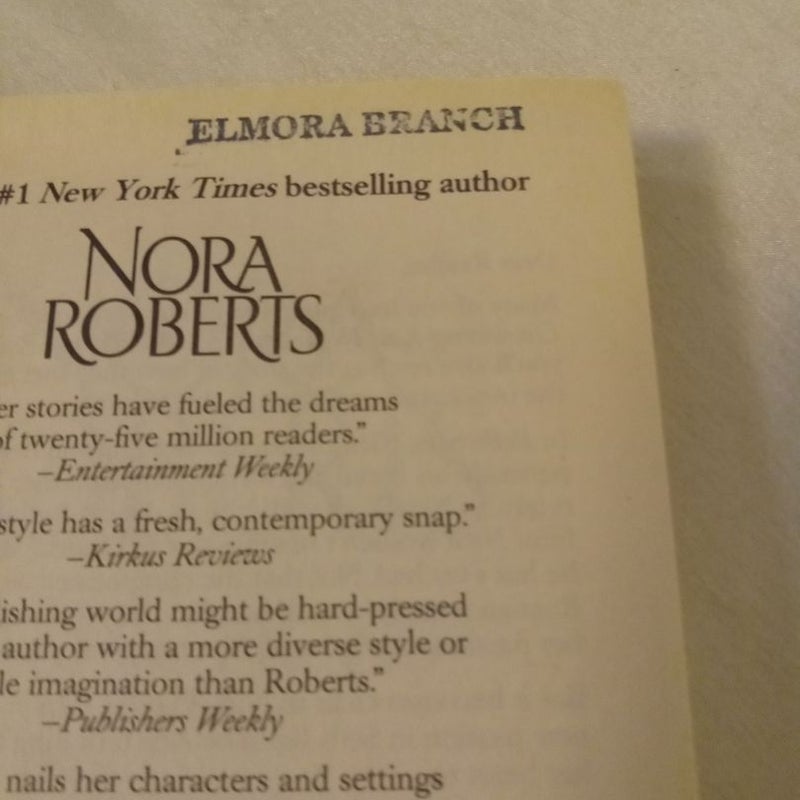 ELMORA BRANCH
#1 New York Times bestselling author
NORA
ROBERTS
er stories have fueled the dreams
of twenty-five million readers."
–Entertainment Weekly
style has a fresh, contemporary snap."
–Kirkus Reviews
ishing world might be hard-pressed
author with a more diverse style or
le imagination than Roberts."
–Publishers Weekly
nails her characters and settings